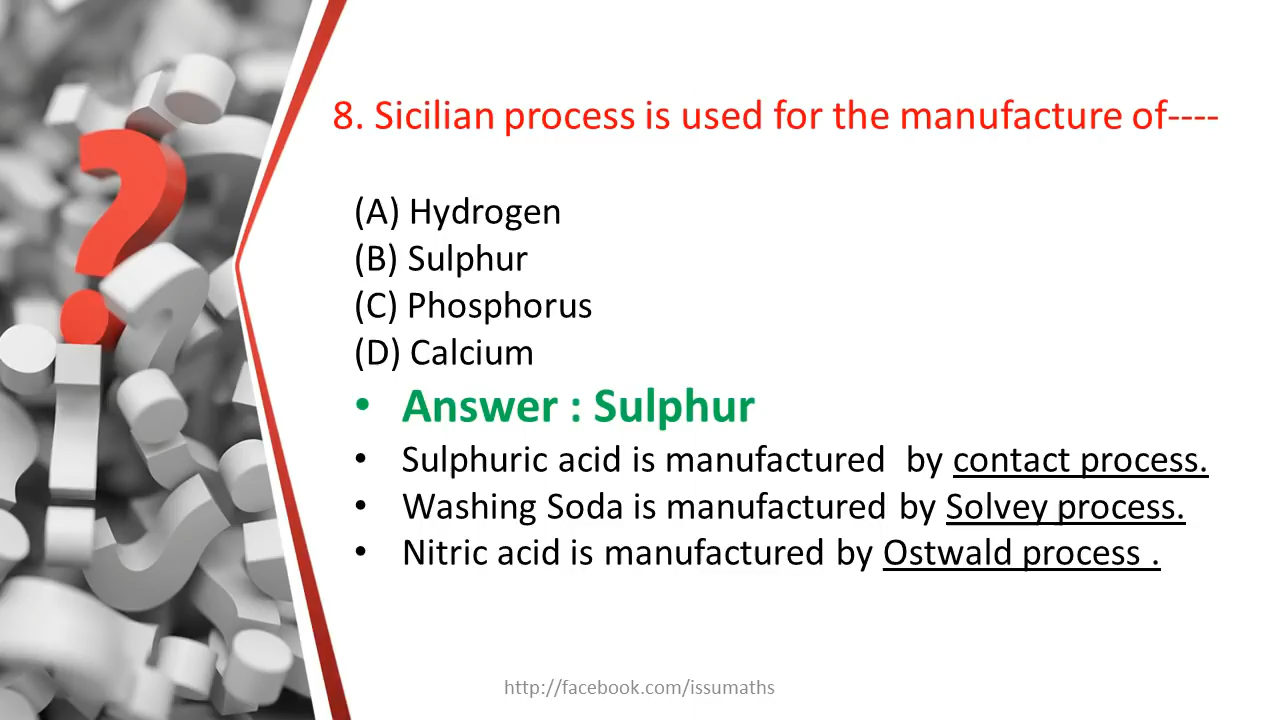 8. Sicilian process is used for the manufacture of----
(A) Hydrogen
(B) Sulphur
(C) Phosphorus
(D) Calcium
• Answer : Sulphur
• Sulphuric acid is manufactured  by contact process.
• Washing Soda is manufactured by Solvey process.
• Nitric acid is manufactured by Ostwald process .
http://facebook.com/issumaths